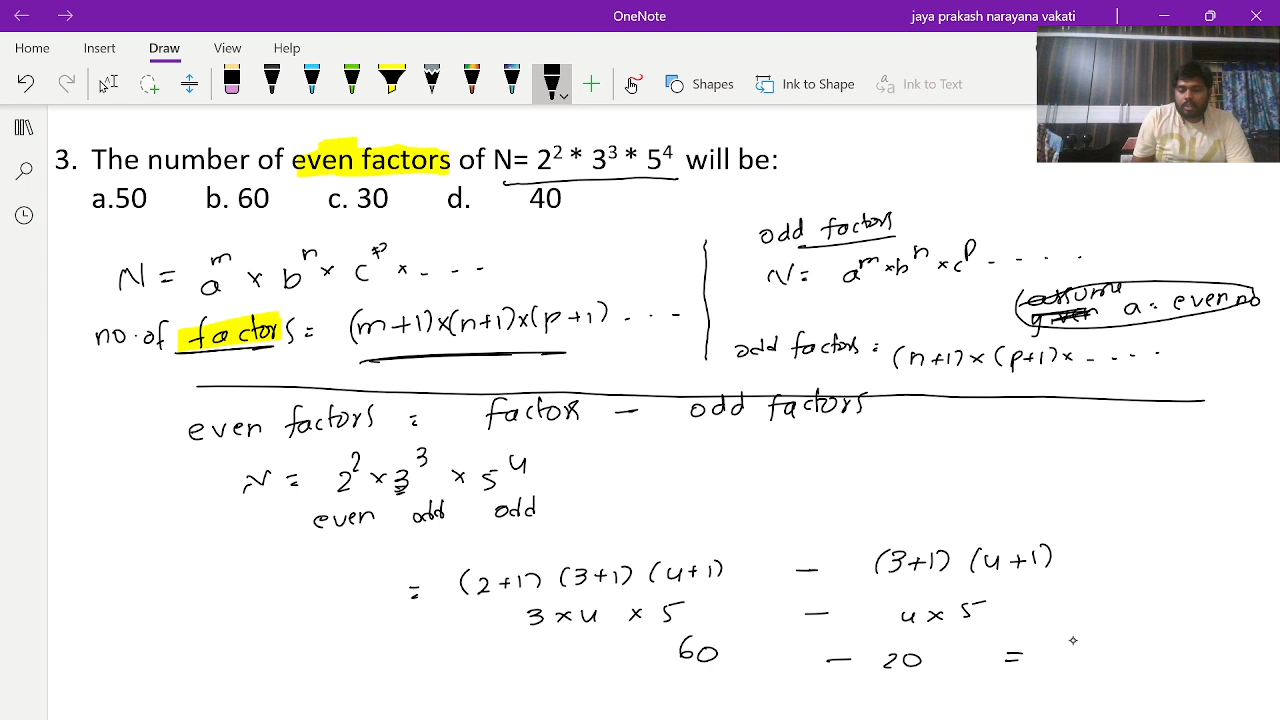 OneNote
jaya prakash narayana vakati
Home Insert Draw View Help
Shapes Ink to Shape Ink to Text
3. The number of even factors of N= 2² * 3³ * 5⁴ will be:
a.50 b. 60 c. 30 d. 40
N = a^m × b^n × c^p × - - -
no.of factors = (m+1)×(n+1)×(p+1) - - -
odd factors
N = a^m × b^n × c^p - - - -
assume
given a = even no
odd factors = (n+1) × (p+1) × - - - -
even factors = factor – odd factors
N = 2² × 3³ × 5⁴
even odd odd
= (2+1) (3+1) (4+1) – (3+1) (4+1)
3 × 4 × 5 – 4 × 5
60 – 20 =